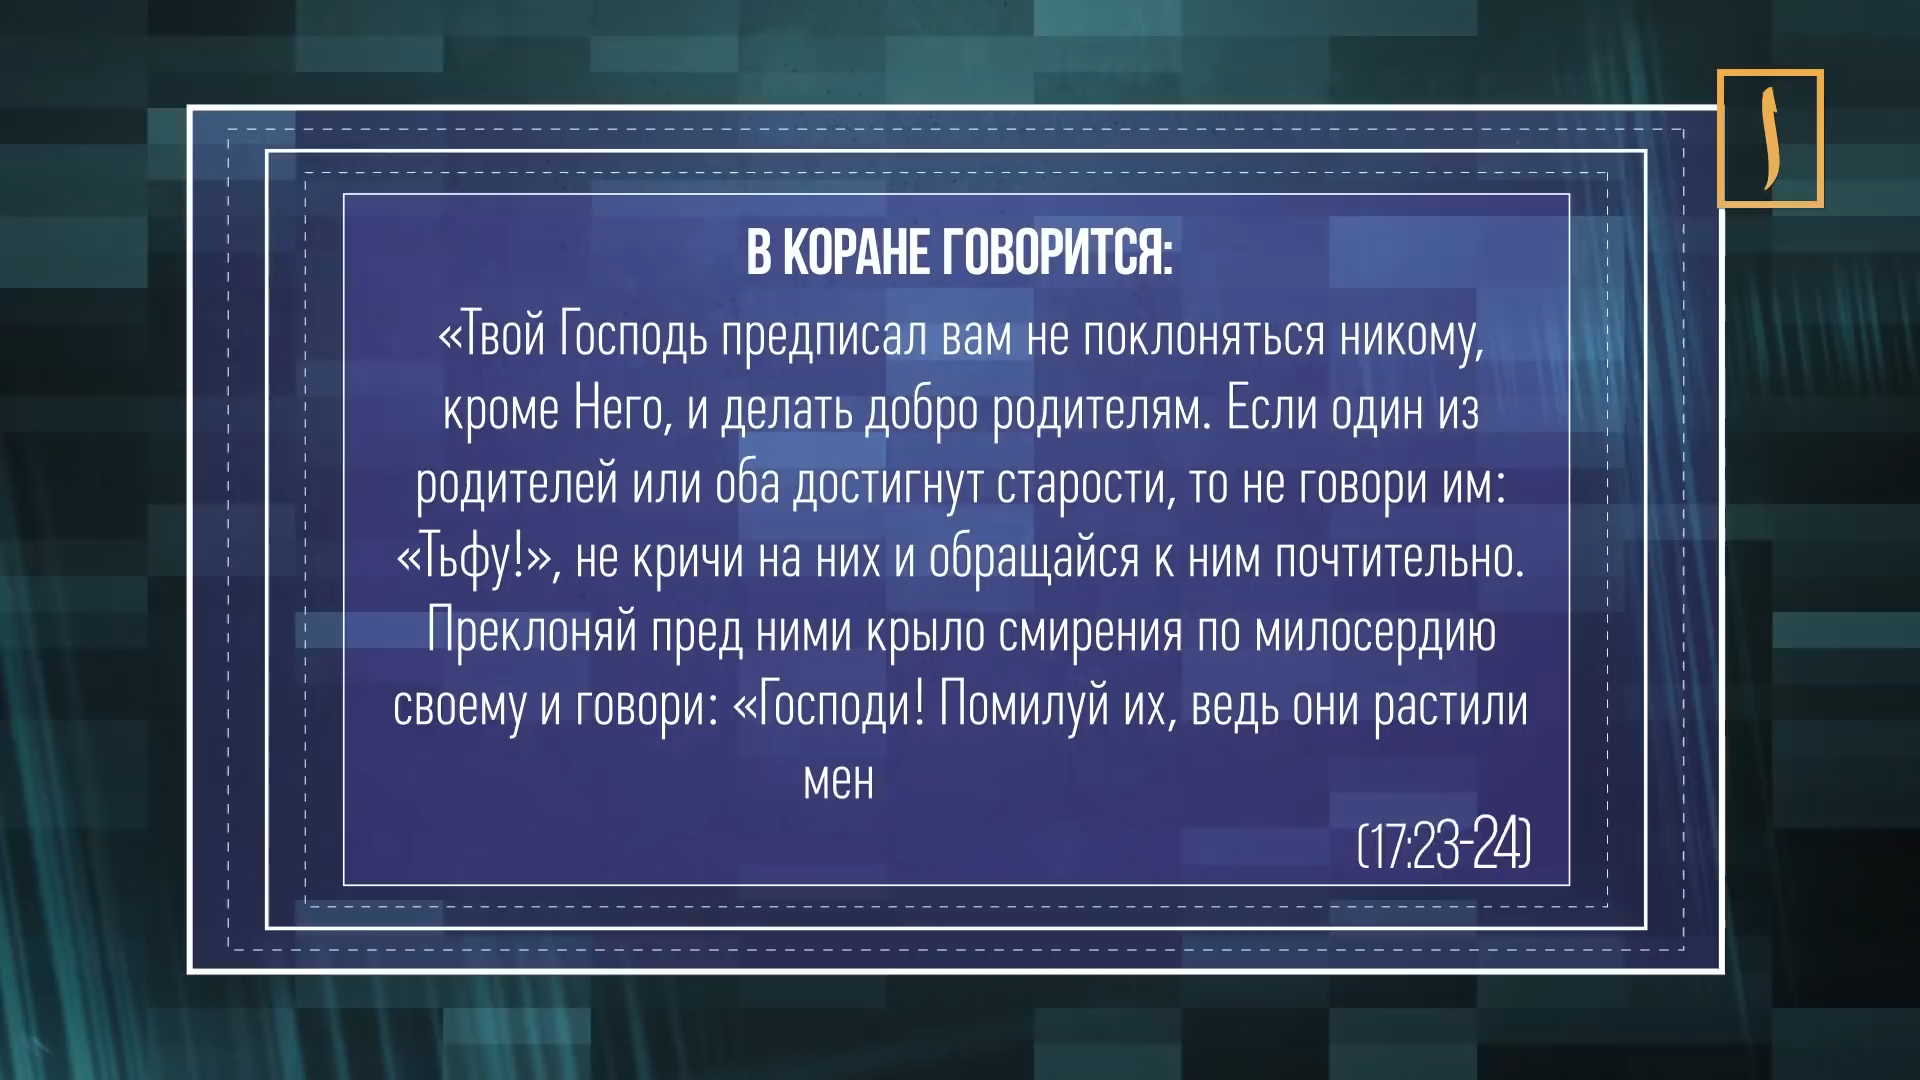 В КОРАНЕ ГОВОРИТСЯ:
«Твой Господь предписал вам не поклоняться никому,
кроме Него, и делать добро родителям. Если один из
родителей или оба достигнут старости, то не говори им:
«Тьфу!», не кричи на них и обращайся к ним почтительно.
Преклоняй пред ними крыло смирения по милосердию
своему и говори: «Господи! Помилуй их, ведь они растили
мен
(17:23-24)